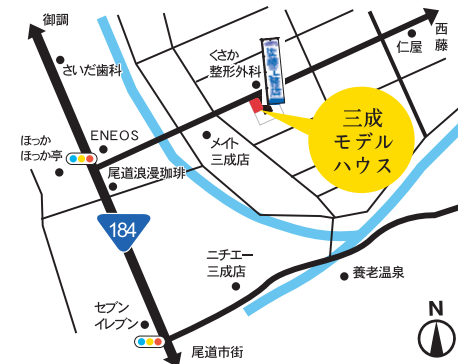 御調
西
藤
仁屋
さいだ歯科
くさか
整形外科
ENEOS
ほっか
ほっか亭
メイト
三成店
尾道浪漫珈琲
三成
モデル
ハウス
184
ニチエー
三成店
養老温泉
セブン
イレブン
尾道市街
N